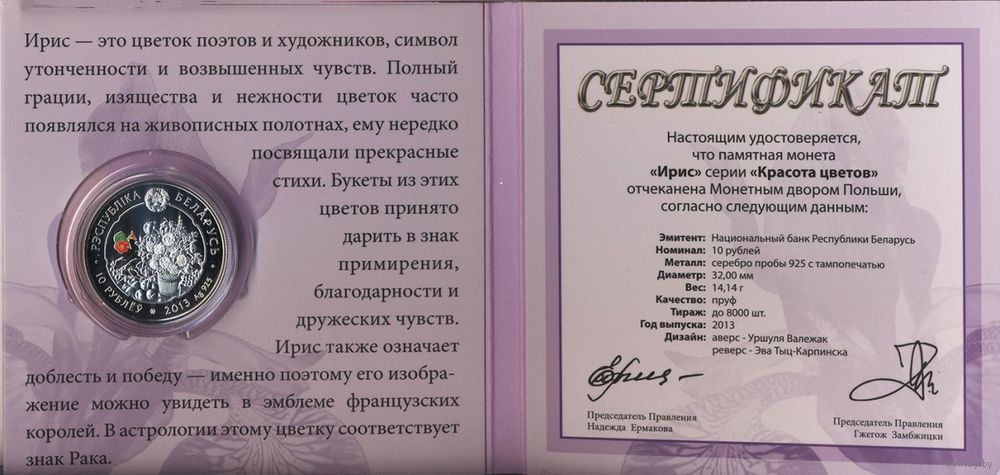 Ирис — это цветок поэтов и художников, символ
утонченности и возвышенных чувств. Полный
грации, изящества и нежности цветок часто
появлялся на живописных полотнах, ему нередко
посвящали прекрасные
стихи. Букеты из этих
цветов принято
дарить в знак
примирения,
благодарности и
дружеских чувств.
Ирис также означает
доблесть и победу — именно поэтому его изобра-
жение можно увидеть в эмблеме французских
королей. В астрологии этому цветку соответствует
знак Рака.
РЭСПУБЛІКА БЕЛАРУСЬ
10 РУБЛЁЎ 2013 Ag 925
СЕРТИФИКАТ
Настоящим удостоверяется,
что памятная монета
«Ирис» серии «Красота цветов»
отчеканена Монетным двором Польши,
согласно следующим данным:
Эмитент: Национальный банк Республики Беларусь
Номинал: 10 рублей
Металл: серебро пробы 925 с тампопечатью
Диаметр: 32,00 мм
Вес: 14,14 г
Качество: пруф
Тираж: до 8000 шт.
Год выпуска: 2013
Дизайн: аверс - Уршуля Валежак
реверс - Эва Тыц-Карпинска
Председатель Правления
Надежда Ермакова
Председатель Правления
Гжегож Замбжицки